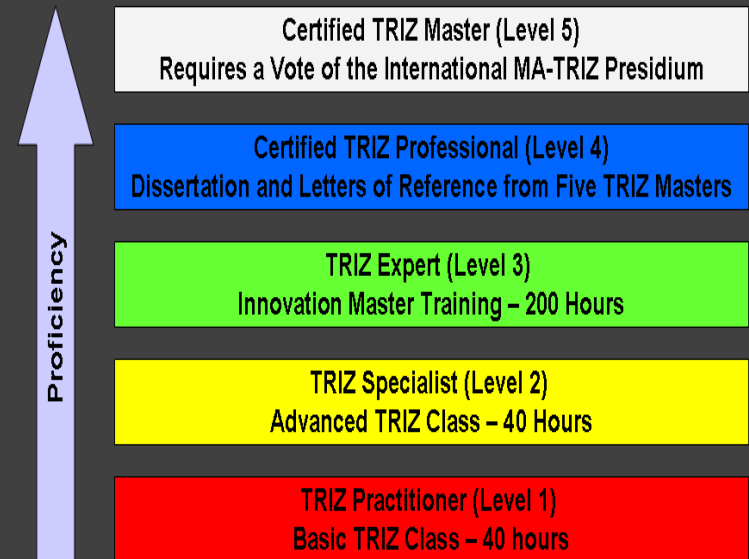 Certified TRIZ Master (Level 5)
Requires a Vote of the International MA-TRIZ Presidium
Certified TRIZ Professional (Level 4)
Dissertation and Letters of Reference from Five TRIZ Masters
TRIZ Expert (Level 3)
Innovation Master Training – 200 Hours
TRIZ Specialist (Level 2)
Advanced TRIZ Class – 40 Hours
TRIZ Practitioner (Level 1)
Basic TRIZ Class – 40 hours
Proficiency